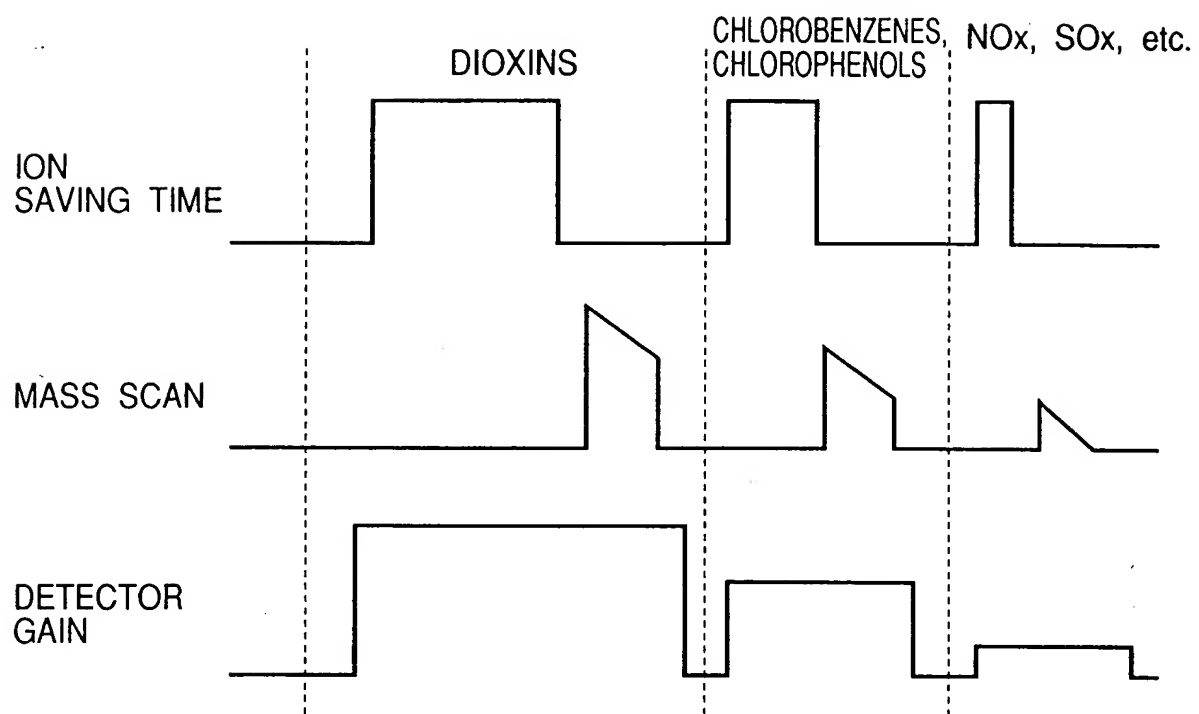 DIOXINS
CHLOROBENZENES,
CHLOROPHENOLS
NOx, SOx, etc.
ION
SAVING TIME
MASS SCAN
DETECTOR
GAIN